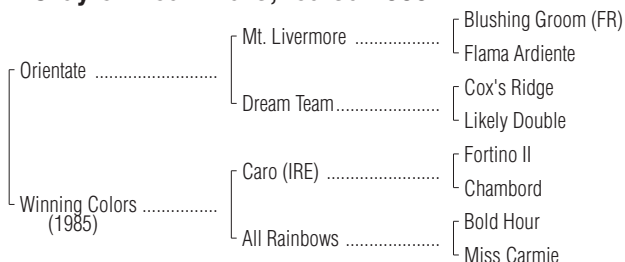 Blushing Groom (FR)
Mt. Livermore ........................
Flama Ardiente
Orientate ..........................
Cox's Ridge
Dream Team......................
Likely Double
Fortino II
Caro (IRE) ........................
Chambord
Winning Colors ................
(1985)
Bold Hour
All Rainbows ....................
Miss Carmie